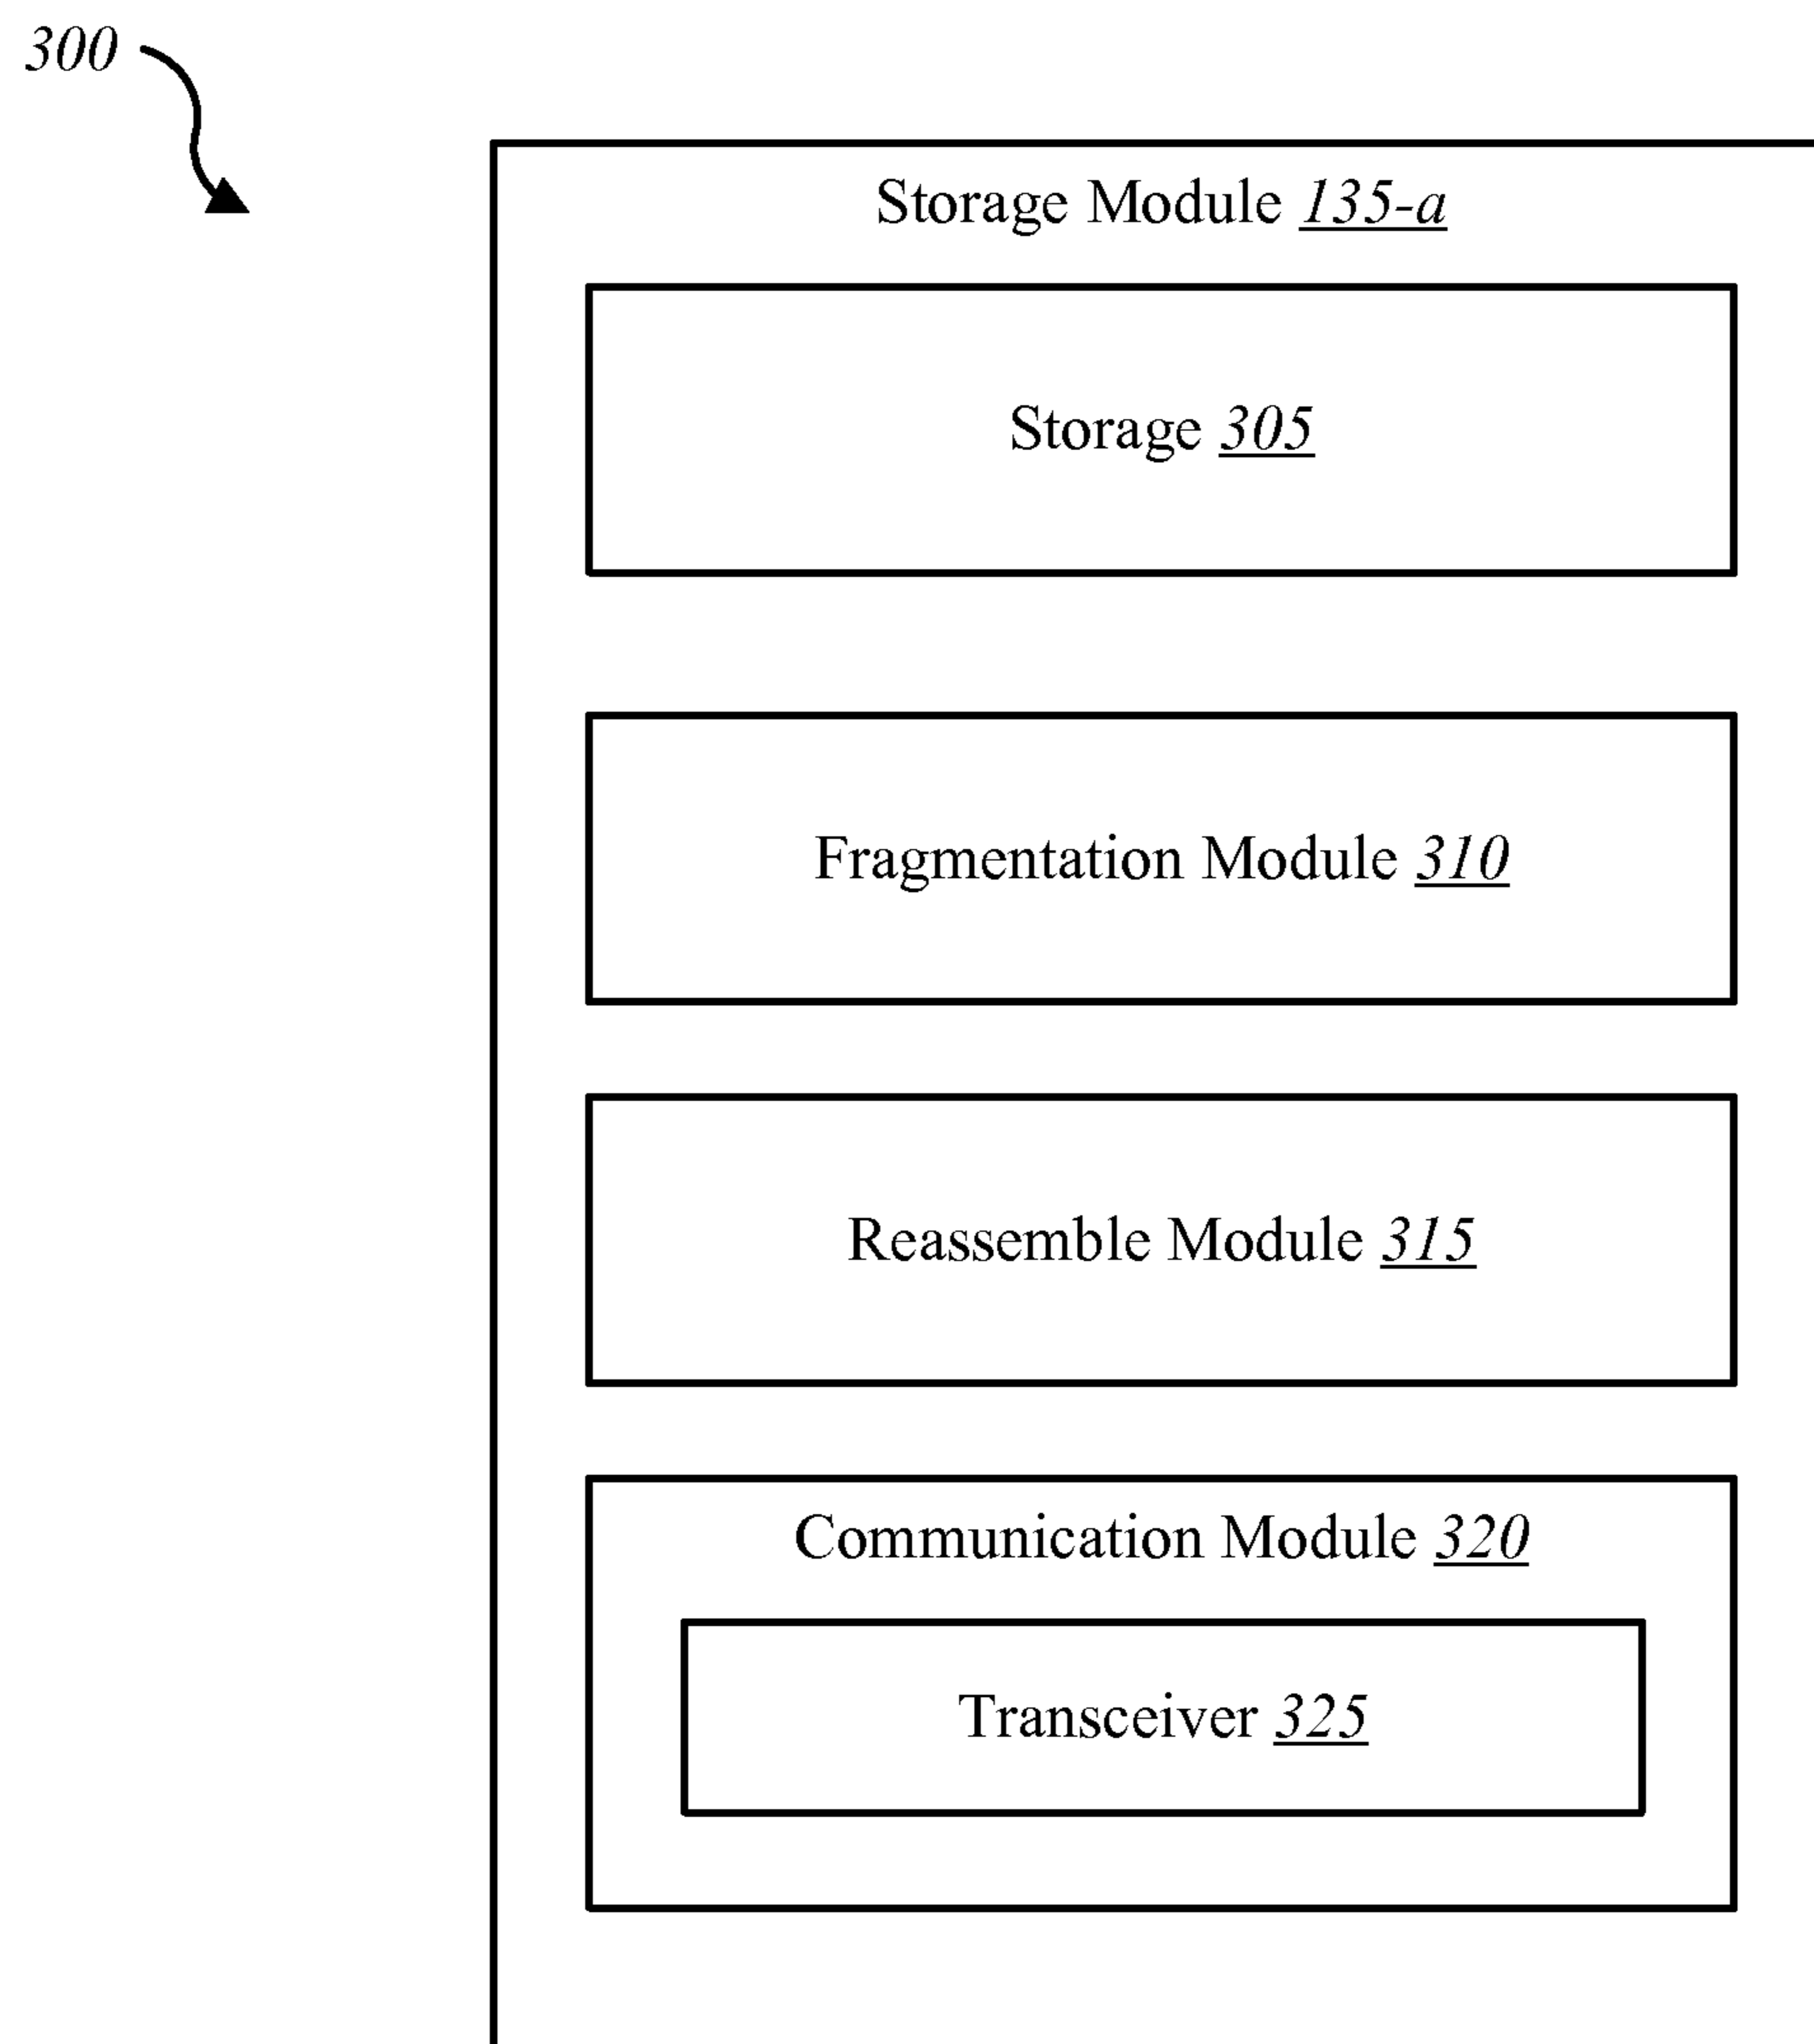 300
Storage Module 135-a
Storage 305
Fragmentation Module 310
Reassemble Module 315
Communication Module 320
Transceiver 325